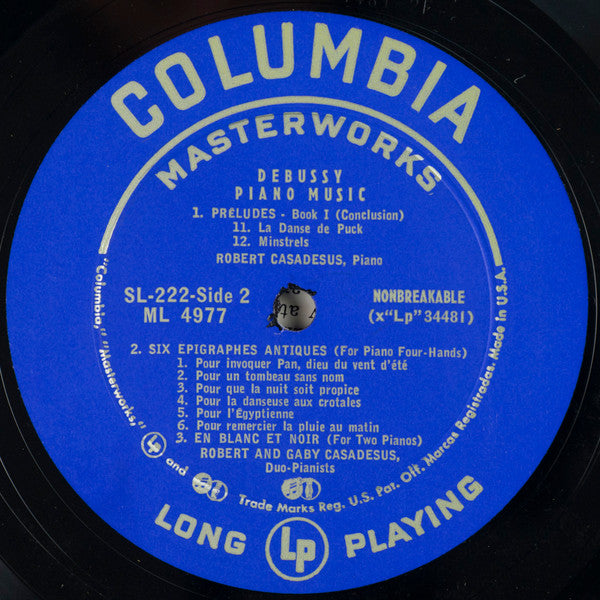 COLUMBIA
MASTERWORKS
DEBUSSY
PIANO MUSIC
1. PRÉLUDES - Book I (Conclusion)
11. La Danse de Puck
12. Minstrels
ROBERT CASADESUS, Piano
SL-222-Side 2
ML 4977
NONBREAKABLE
(x“Lp” 34481)
2. SIX EPIGRAPHES ANTIQUES (For Piano Four-Hands)
1. Pour invoquer Pan, dieu du vent d'été
2. Pour un tombeau sans nom
3. Pour que la nuit soit propice
4. Pour la danseuse aux crotales
5. Pour l'Égyptienne
6. Pour remercier la pluie au matin
3. EN BLANC ET NOIR (For Two Pianos)
ROBERT AND GABY CASADESUS,
Duo-Pianists
“Columbia,” “Masterworks,” LP and Trade Marks Reg. U.S. Pat. Off. Marcas Registradas. Made in U.S.A.
LONG LP PLAYING